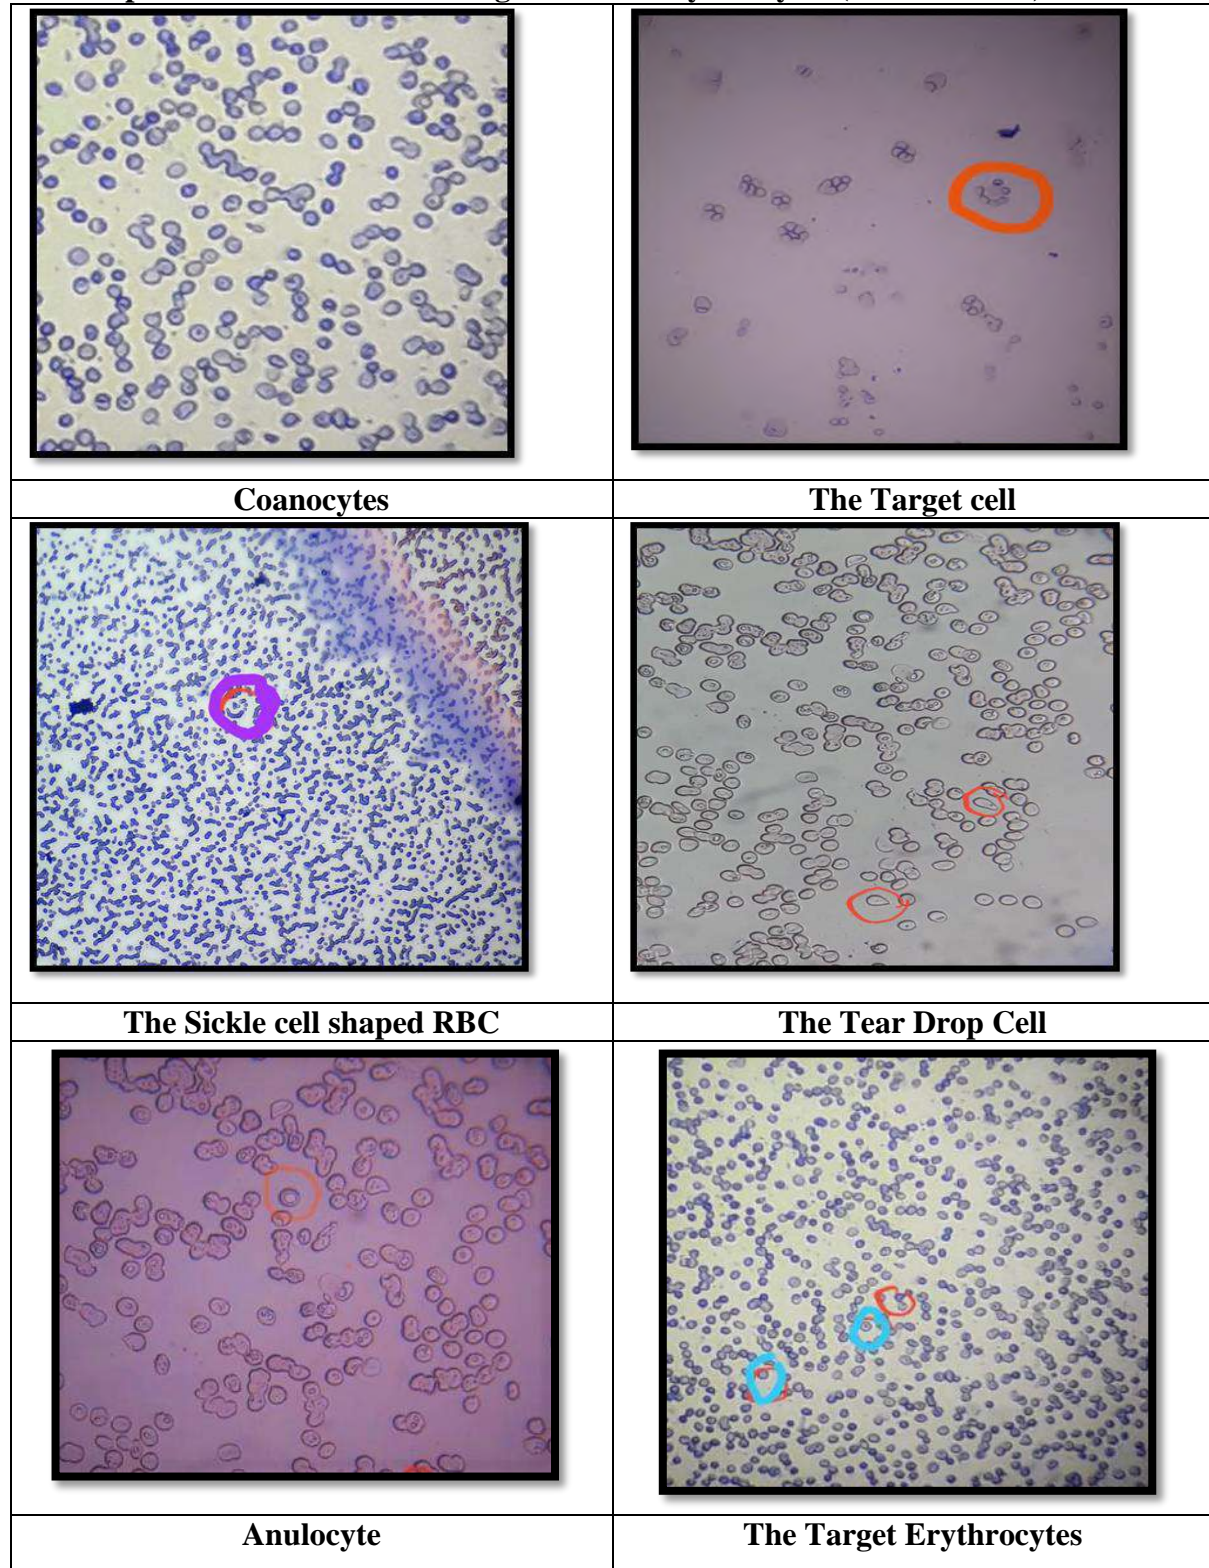 Coanocytes
The Target cell
The Sickle cell shaped RBC
The Tear Drop Cell
Anulocyte
The Target Erythrocytes